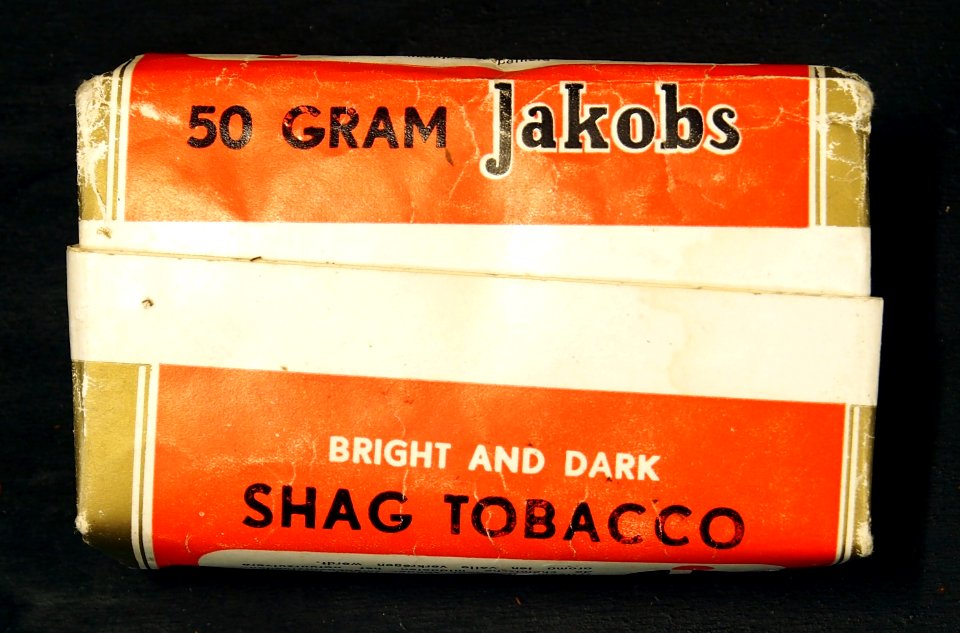 50 GRAM Jakobs
BRIGHT AND DARK
SHAG TOBACCO